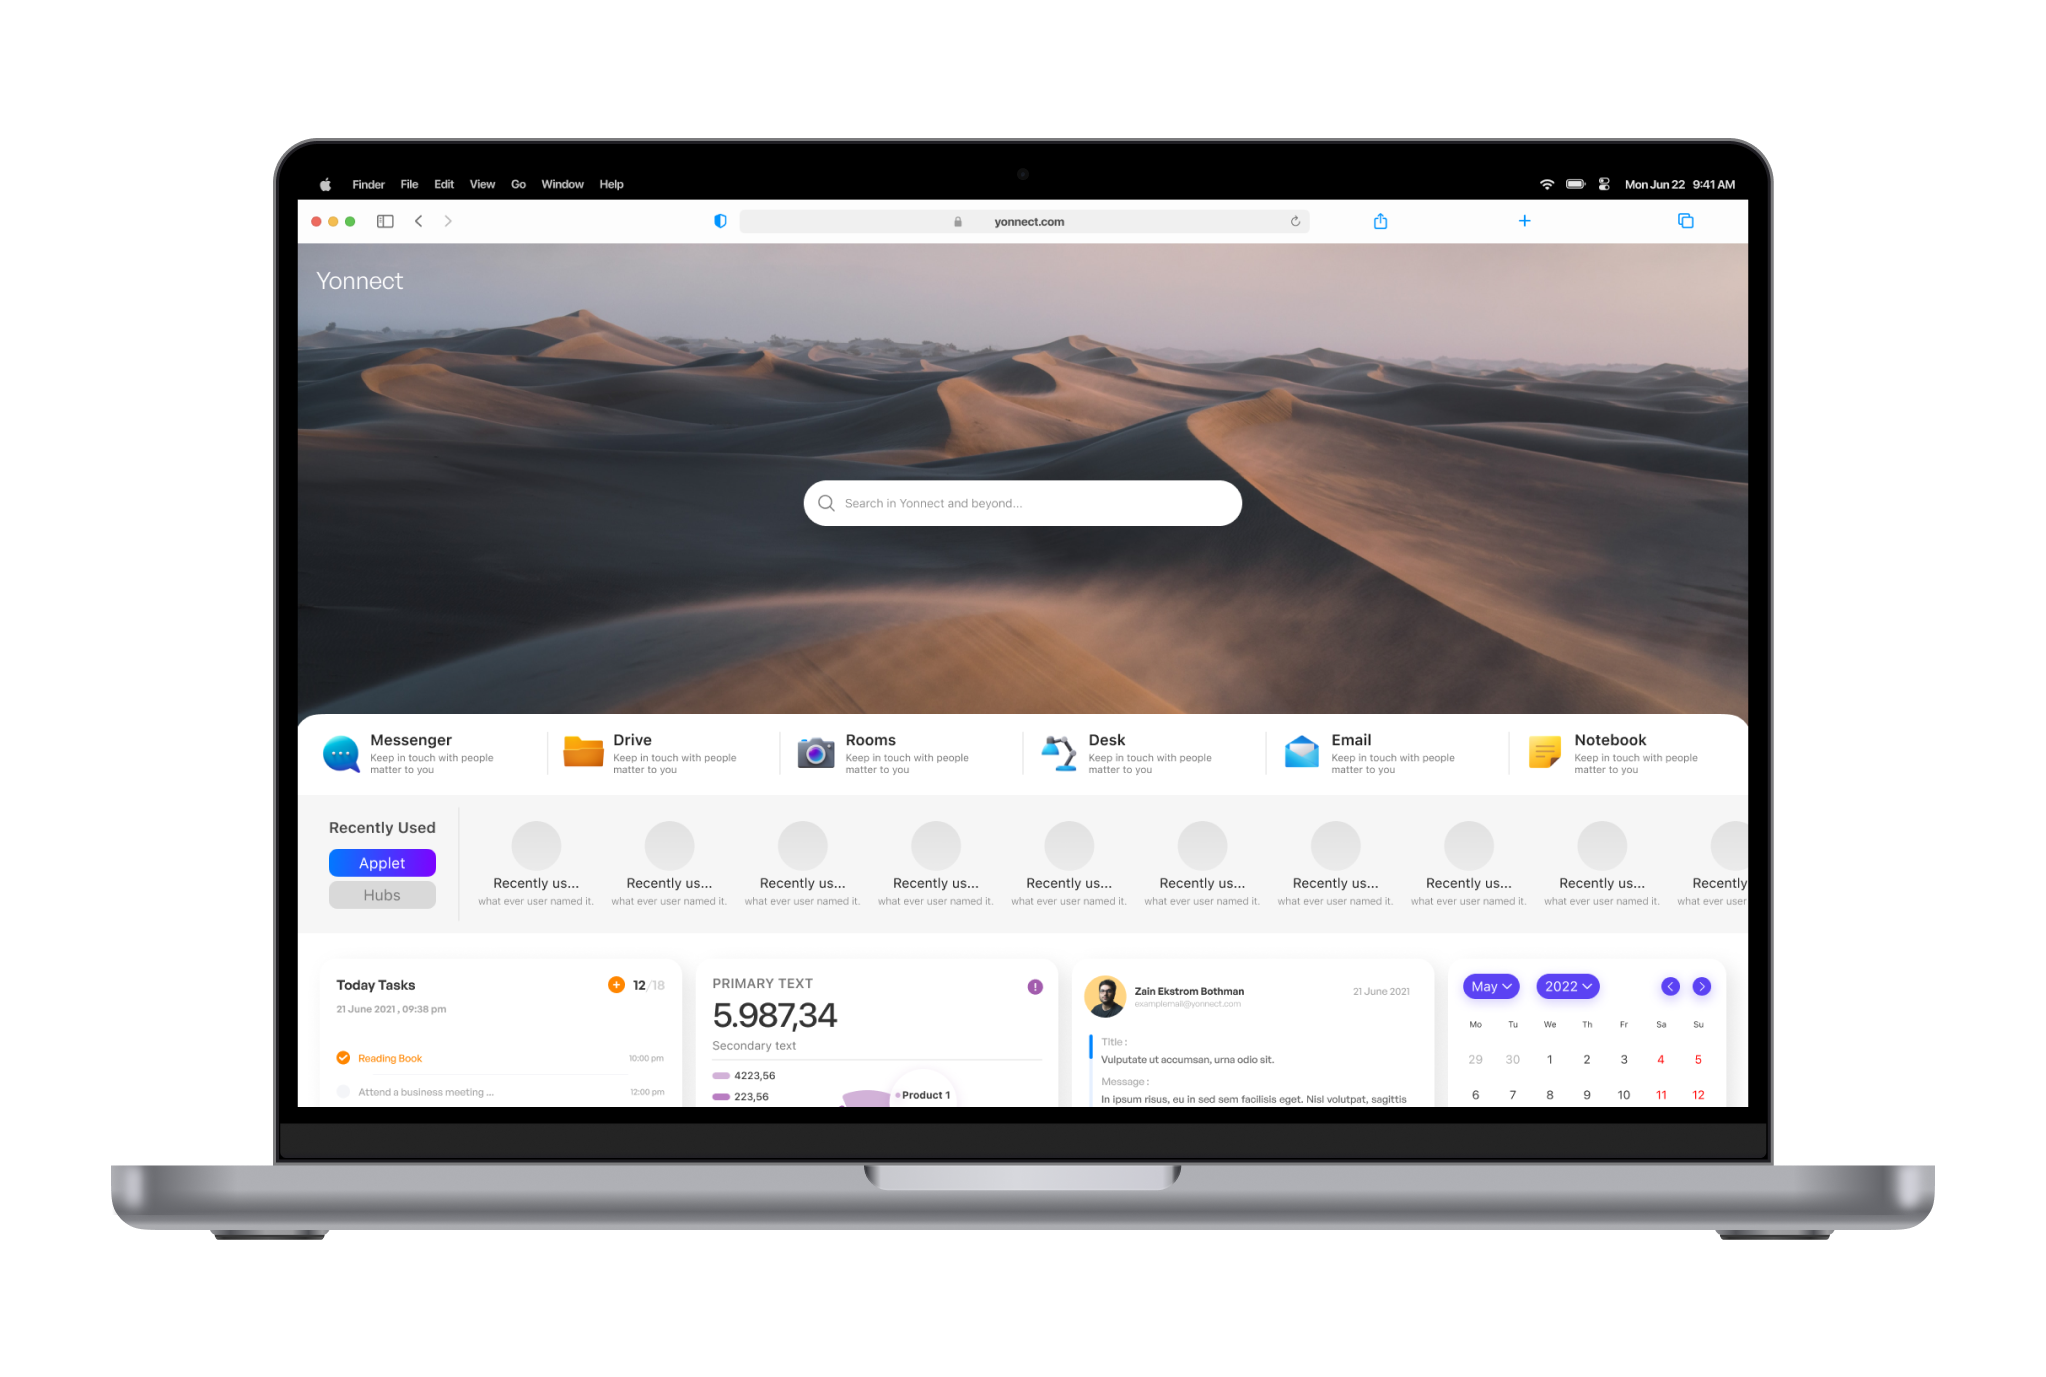 Finder File Edit View Go Window Help Mon Jun 22 9:41 AM
yonnect.com
Yonnect
Search in Yonnect and beyond...
Messenger
Keep in touch with people
matter to you
Drive
Keep in touch with people
matter to you
Rooms
Keep in touch with people
matter to you
Desk
Keep in touch with people
matter to you
Email
Keep in touch with people
matter to you
Notebook
Keep in touch with people
matter to you
Recently Used
Applet
Hubs
Recently us...
what ever user named it.
Recently us...
what ever user named it.
Recently us...
what ever user named it.
Recently us...
what ever user named it.
Recently us...
what ever user named it.
Recently us...
what ever user named it.
Recently us...
what ever user named it.
Recently us...
what ever user named it.
Recently us...
what ever user named it.
Recently
what ever user
Today Tasks 12/18
21 June 2021 , 09:38 pm
Reading Book 10:00 pm
Attend a business meeting ... 12:00 pm
PRIMARY TEXT
5.987,34
Secondary text
4223,56
223,56
Product 1
Zain Ekstrom Bothman 21 June 2021
examplemail@yonnect.com
Title :
Vulputate ut accumsan, urna odio sit.
Message :
In ipsum risus, eu in sed sem facilisis eget. Nisl volutpat, sagittis
May 2022
Mo Tu We Th Fr Sa Su
29 30 1 2 3 4 5
6 7 8 9 10 11 12